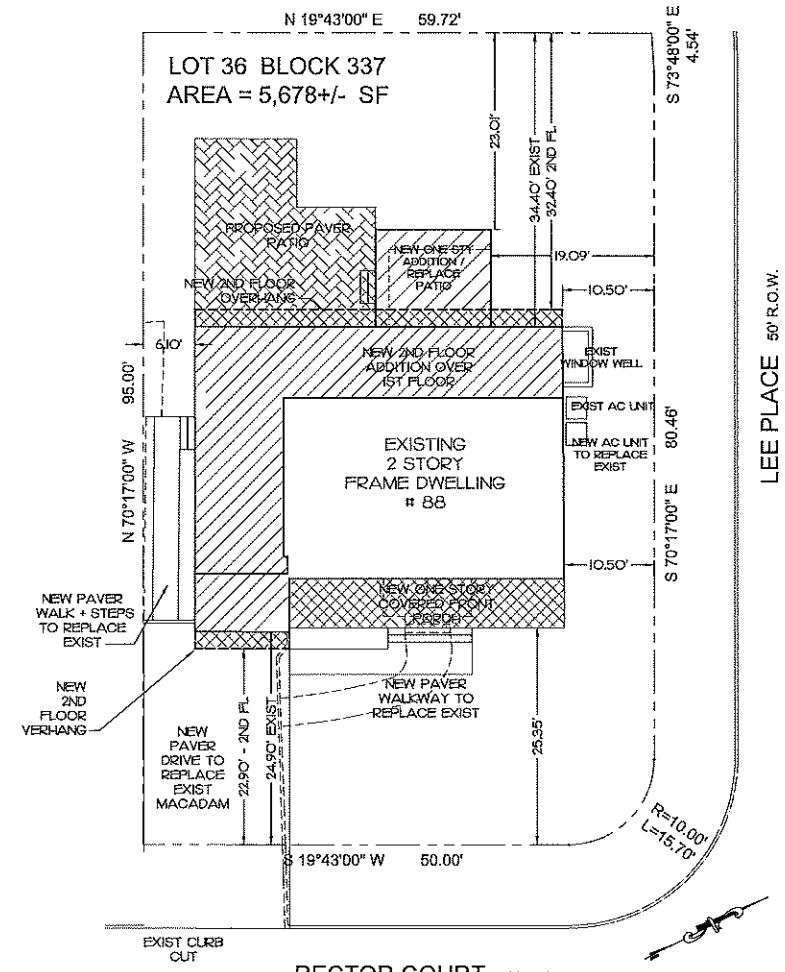 N 19°43'00" E 59.72'
S 73°48'00" E
4.54'
LOT 36 BLOCK 337
AREA = 5,678+/- SF
23.01'
34.40' EXIST
32.40' 2ND FL
PROPOSED PAVER
PATIO
NEW ONE STY
ADDITION /
REPLACE
PATIO
19.09'
NEW 2ND FLOOR
OVERHANG
10.50'
6.10'
95.00'
N 70°17'00" W
NEW 2ND FLOOR
ADDITION OVER
1ST FLOOR
EXIST
WINDOW WELL
EXIST AC UNIT
NEW AC UNIT
TO REPLACE
EXIST
80.46'
S 70°17'00" E
LEE PLACE 50' R.O.W.
EXISTING
2 STORY
FRAME DWELLING
# 88
10.50'
NEW ONE STORY
COVERED FRONT
PORCH
NEW PAVER
WALK + STEPS
TO REPLACE
EXIST
NEW
2ND
FLOOR
VERHANG
NEW PAVER
WALKWAY TO
REPLACE EXIST
NEW
PAVER
DRIVE TO
REPLACE
EXIST
MACADAM
22.90' - 2ND FL
24.90' EXIST
25.35'
R=10.00'
L=15.70'
S 19°43'00" W 50.00'
EXIST CURB
CUT
RECTOR COURT